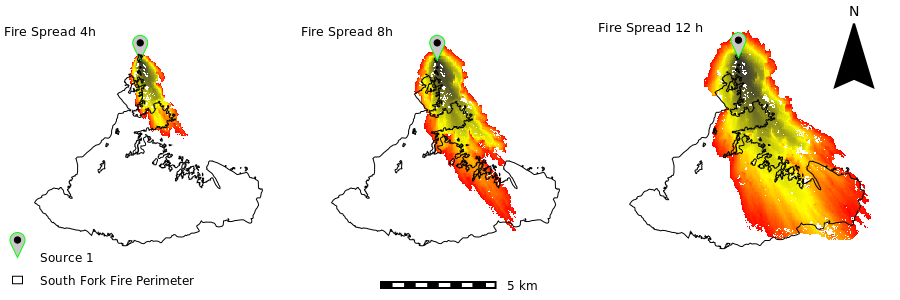 Fire Spread 4h
Fire Spread 8h
Fire Spread 12 h
N
Source 1
South Fork Fire Perimeter
5 km